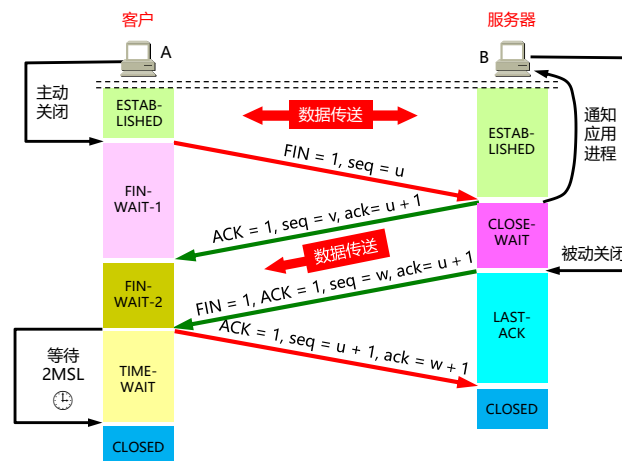 客户
服务器
A
B
主动
关闭
ESTAB-
LISHED
数据传送
ESTAB-
LISHED
通知
应用
进程
FIN = 1, seq = u
FIN-
WAIT-1
ACK = 1, seq = v, ack= u + 1
CLOSE-
WAIT
数据传送
被动关闭
FIN-
WAIT-2
FIN = 1, ACK = 1, seq = w, ack= u + 1
LAST-
ACK
ACK = 1, seq = u + 1, ack = w + 1
等待
2MSL
TIME-
WAIT
CLOSED
CLOSED